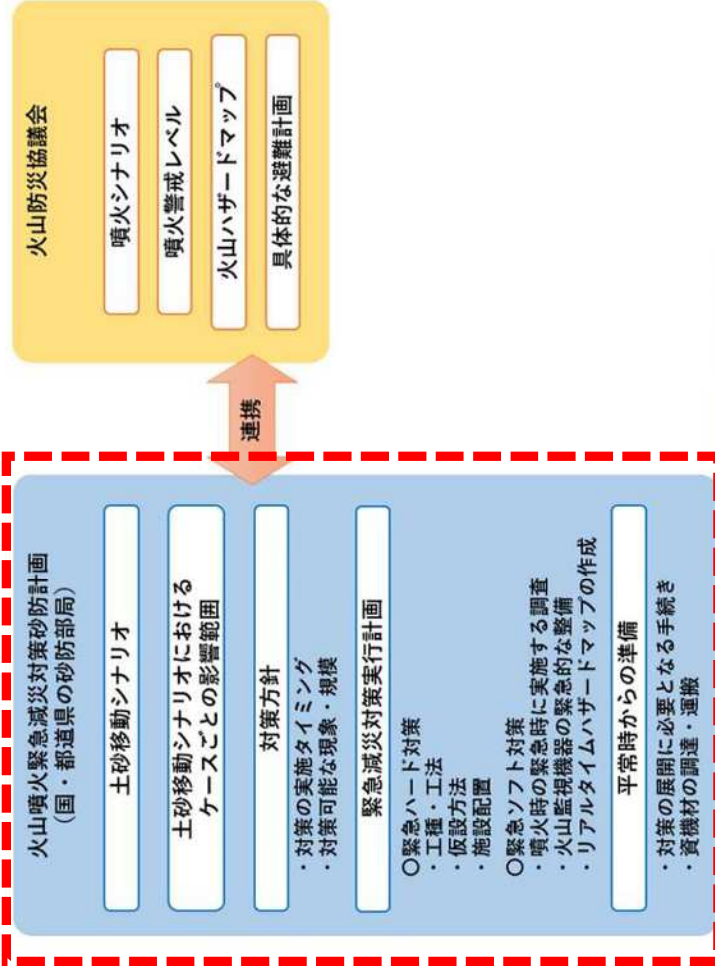 火山噴火緊急減災対策砂防計画
(国・都道県の砂防部局)
土砂移動シナリオ
土砂移動シナリオにおける
ケースごとの影響範囲
対策方針
・対策の実施タイミング
・対策可能な現象・規模
緊急減災対策実行計画
〇緊急ハード対策
・工種・工法
・仮設方法
・施設配置
〇緊急ソフト対策
・噴火時の緊急時に実施する調査
・火山監視機器の緊急的な整備
・リアルタイムハザードマップの作成
平常時からの準備
・対策の展開に必要となる手続き
・資機材の調達・運搬
連携
火山防災協議会
噴火シナリオ
噴火警戒レベル
火山ハザードマップ
具体的な避難計画